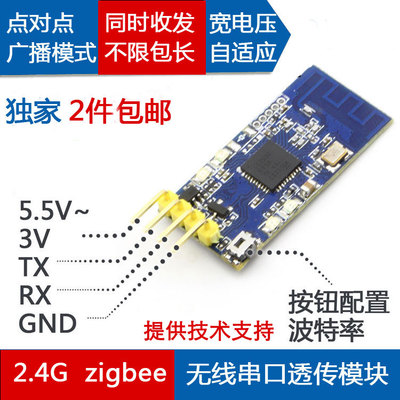 点对点
广播模式
同时收发
不限包长
宽电压
自适应
独家 2件包邮
5.5V~
3V
TX
RX
GND
按钮配置
波特率
提供技术支持
2.4G zigbee 无线串口透传模块